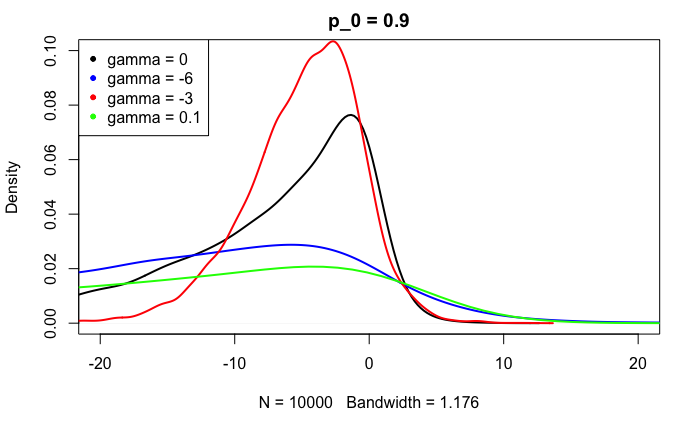 p_0 = 0.9
gamma = 0
gamma = -6
gamma = -3
gamma = 0.1
Density
0.10
0.08
0.06
0.04
0.02
0.00
-20 -10 0 10 20
N = 10000 Bandwidth = 1.176